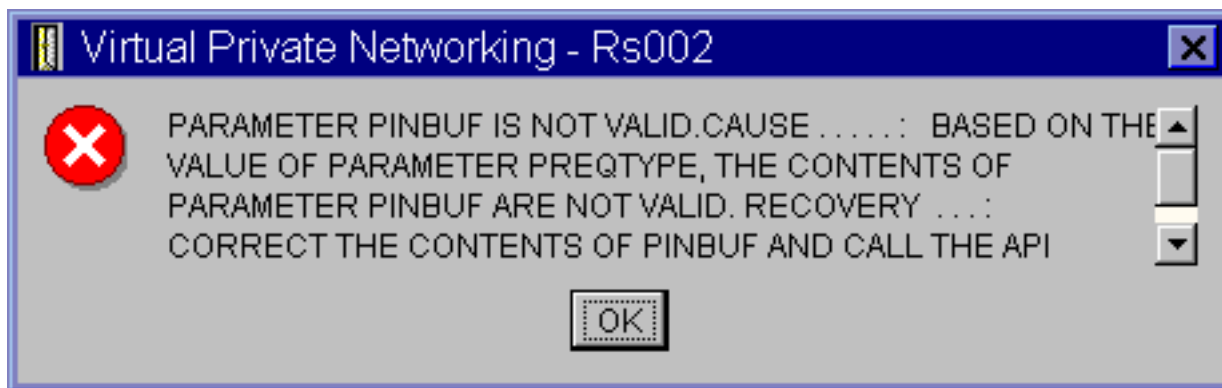 Virtual Private Networking - Rs002
PARAMETER PINBUF IS NOT VALID.CAUSE . . . . . :   BASED ON THE
VALUE OF PARAMETER PREQTYPE, THE CONTENTS OF
PARAMETER PINBUF ARE NOT VALID. RECOVERY  . . . :
CORRECT THE CONTENTS OF PINBUF AND CALL THE API
OK